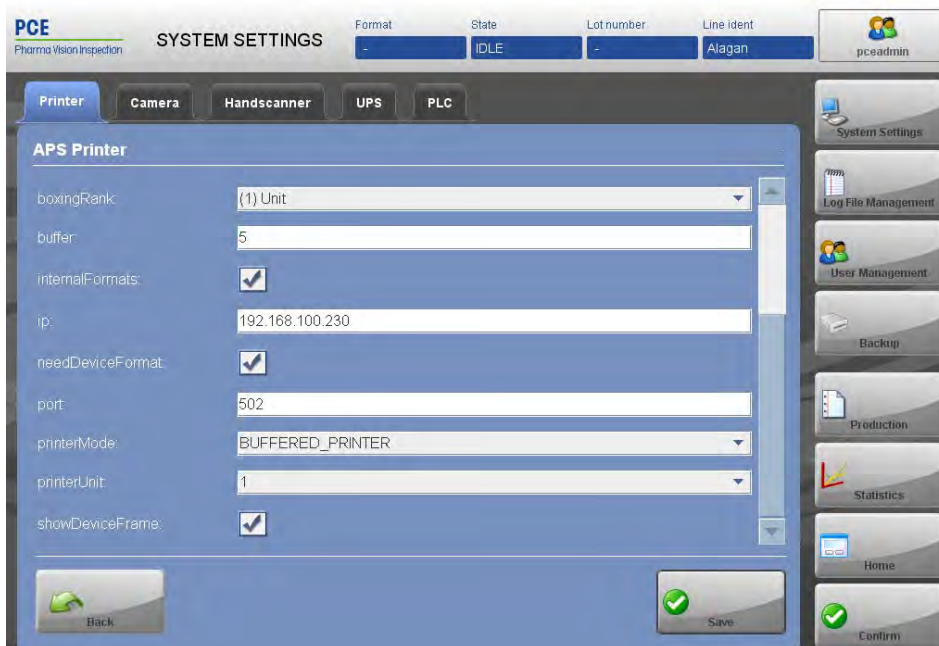 PCE
Pharma Vision Inspection
SYSTEM SETTINGS
Format
-
State
IDLE
Lot number
-
Line ident
Alagan
pceadmin
Printer
Camera
Handscanner
UPS
PLC
APS Printer
boxingRank:
(1) Unit
buffer:
5
internalFormats:
ip:
192.168.100.230
needDeviceFormat:
port:
502
printerMode:
BUFFERED_PRINTER
printerUnit:
1
showDeviceFrame:
Back
Save
System Settings
Log File Management
User Management
Backup
Production
Statistics
Home
Confirm